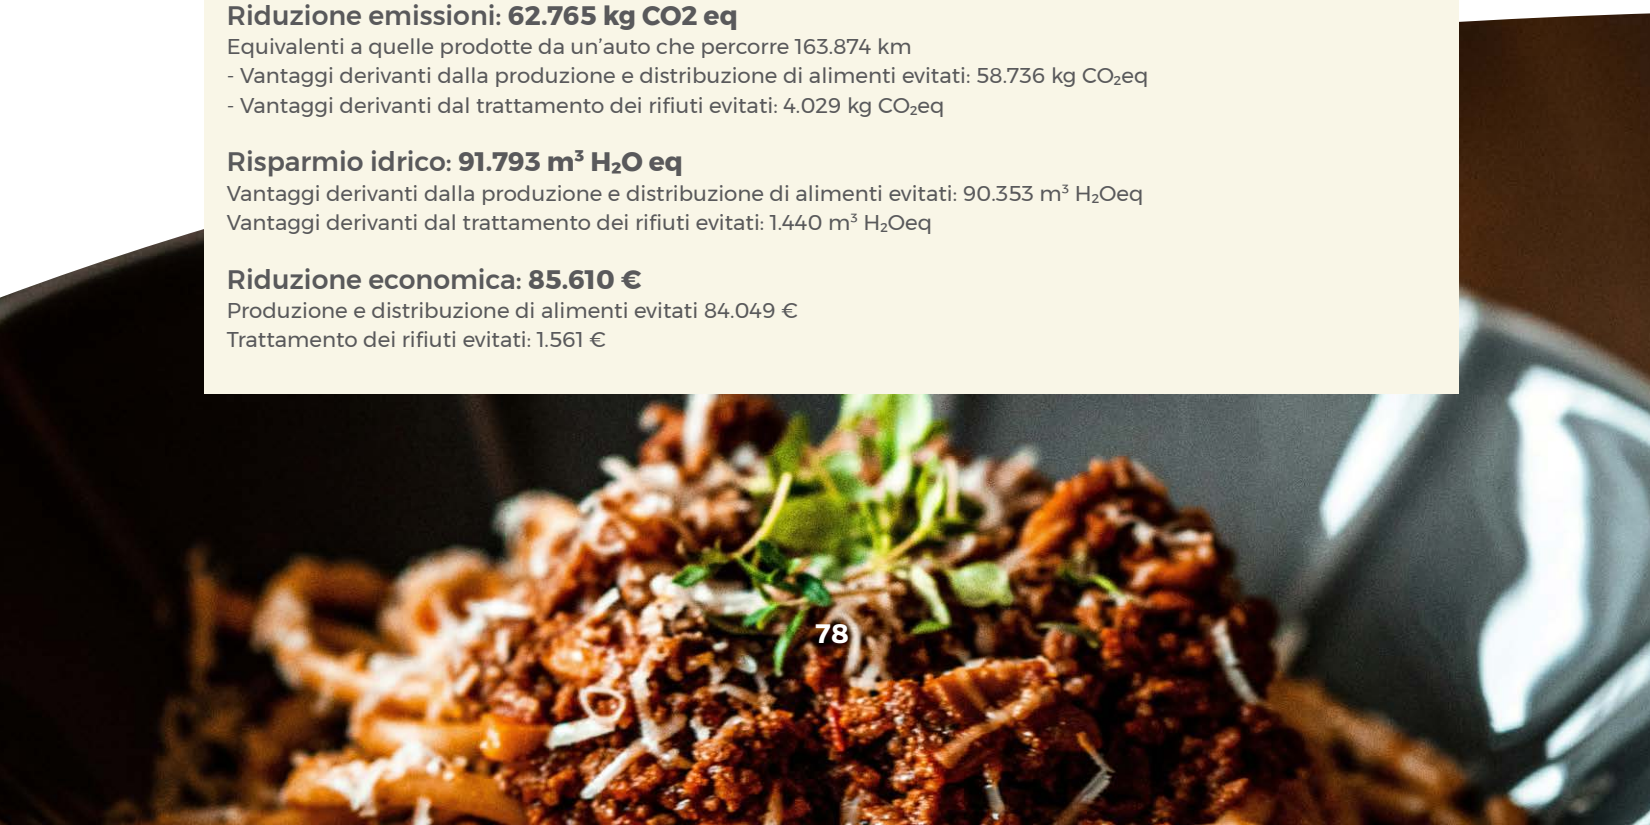 Riduzione emissioni: 62.765 kg CO2 eq
Equivalenti a quelle prodotte da un’auto che percorre 163.874 km
- Vantaggi derivanti dalla produzione e distribuzione di alimenti evitati: 58.736 kg CO₂eq
- Vantaggi derivanti dal trattamento dei rifiuti evitati: 4.029 kg CO₂eq
Risparmio idrico: 91.793 m³ H₂O eq
Vantaggi derivanti dalla produzione e distribuzione di alimenti evitati: 90.353 m³ H₂Oeq
Vantaggi derivanti dal trattamento dei rifiuti evitati: 1.440 m³ H₂Oeq
Riduzione economica: 85.610 €
Produzione e distribuzione di alimenti evitati 84.049 €
Trattamento dei rifiuti evitati: 1.561 €
78